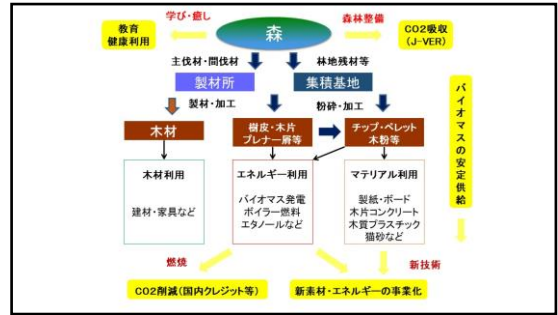 学び・癒し
森
森林整備
教育
健康利用
CO2吸収
(J-VER)
主伐材・間伐材
林地残材等
製材所
集積基地
製材・加工
粉砕・加工
木材
樹皮・木片
プレナー屑等
チップ・ペレット
木粉等
バイオマスの安定供給
木材利用
建材・家具など
エネルギー利用
バイオマス発電
ボイラー燃料
エタノールなど
マテリアル利用
製紙・ボード
木片コンクリート
木質プラスチック
猫砂など
燃焼
新技術
CO2削減(国内クレジット等)
新素材・エネルギーの事業化